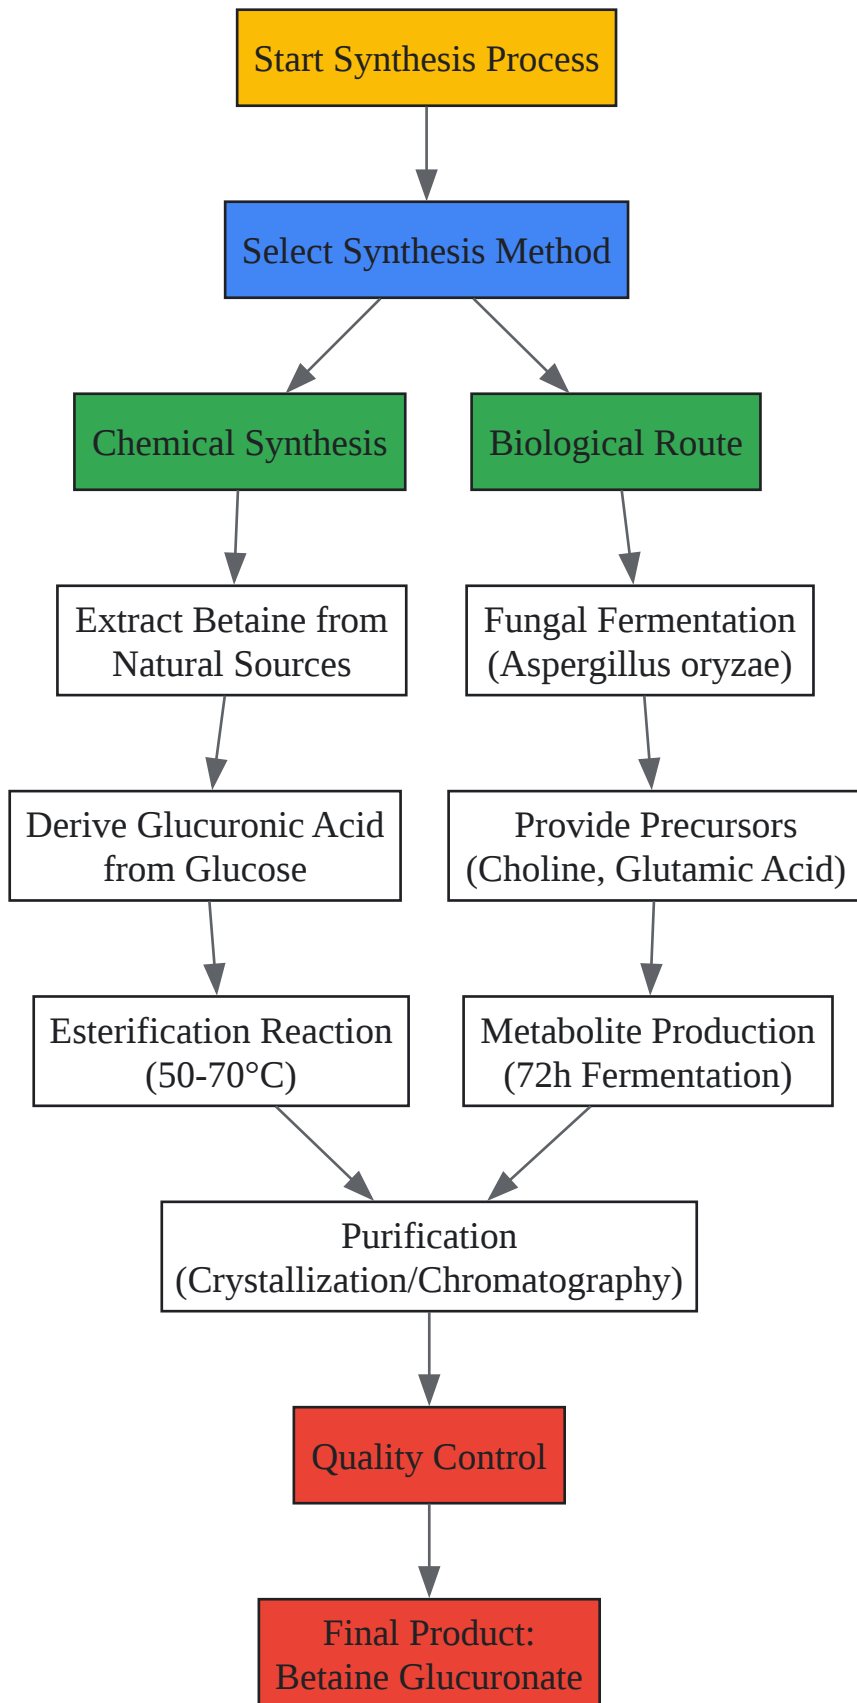 Start Synthesis Process
Select Synthesis Method
Chemical Synthesis
Biological Route
Extract Betaine from
Natural Sources
Fungal Fermentation
(Aspergillus oryzae)
Derive Glucuronic Acid
from Glucose
Provide Precursors
(Choline, Glutamic Acid)
Esterification Reaction
(50-70°C)
Metabolite Production
(72h Fermentation)
Purification
(Crystallization/Chromatography)
Quality Control
Final Product:
Betaine Glucuronate